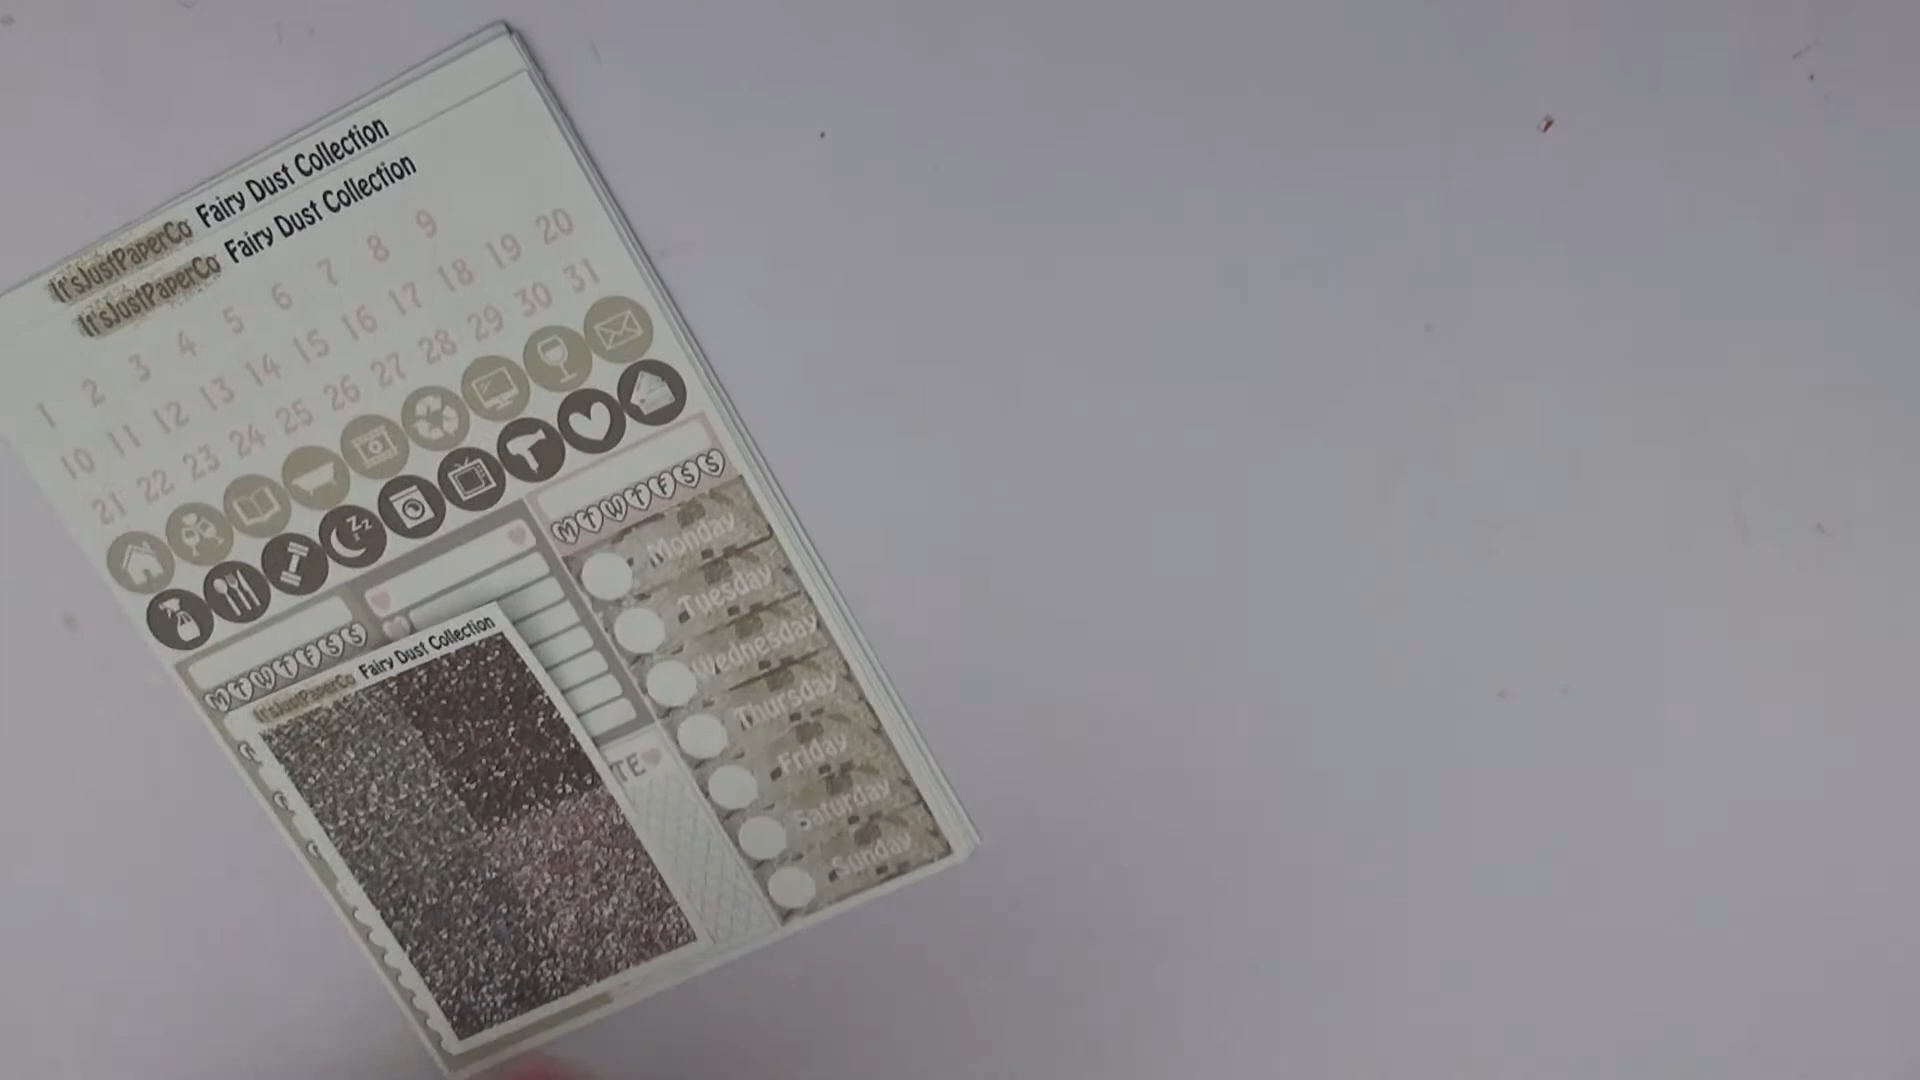 It'sJustPaperCo Fairy Dust Collection
It'sJustPaperCo Fairy Dust Collection
1 2 3 4 5 6 7 8 9
10 11 12 13 14 15 16 17 18 19 20
21 22 23 24 25 26 27 28 29 30 31
ZZZ
M T W T F S S
Monday
Tuesday
Wednesday
Thursday
Friday
Saturday
Sunday
M T W T F S S
TE
It'sJustPaperCo Fairy Dust Collection